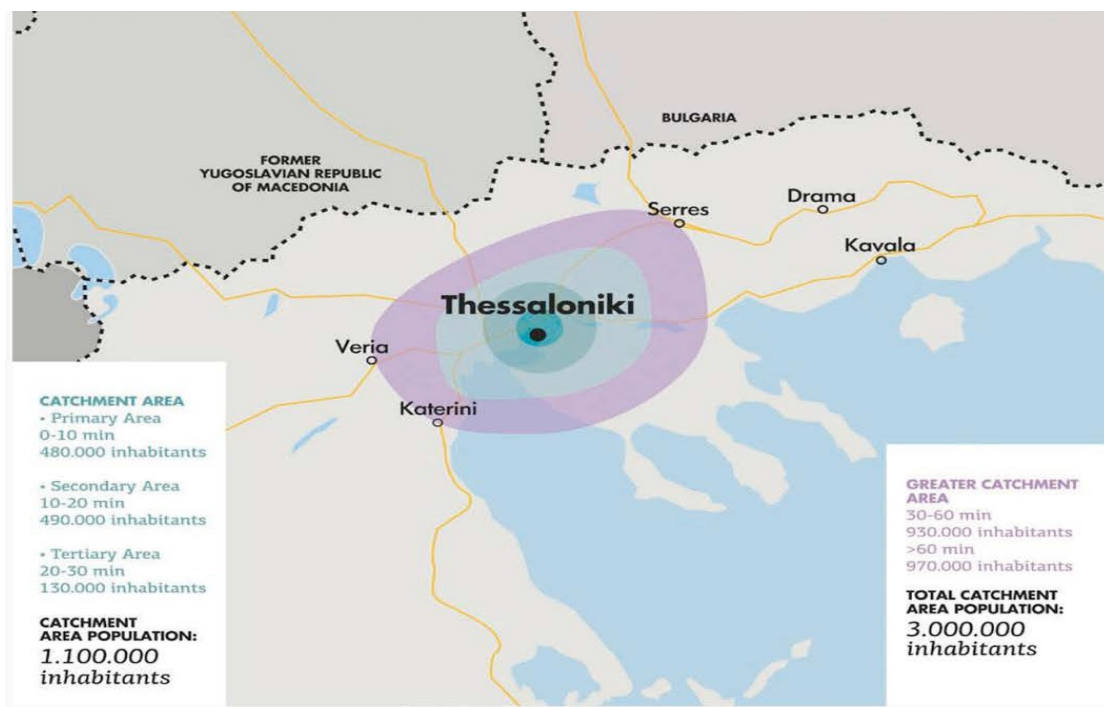 BULGARIA
FORMER
YUGOSLAVIAN REPUBLIC
OF MACEDONIA
Drama
Serres
Kavala
Thessaloniki
Veria
Katerini
CATCHMENT AREA
• Primary Area
0-10 min
480.000 inhabitants
• Secondary Area
10-20 min
490.000 inhabitants
• Tertiary Area
20-30 min
130.000 inhabitants
CATCHMENT
AREA POPULATION:
1.100.000
inhabitants
GREATER CATCHMENT
AREA
30-60 min
930.000 inhabitants
>60 min
970.000 inhabitants
TOTAL CATCHMENT
AREA POPULATION:
3.000.000
inhabitants